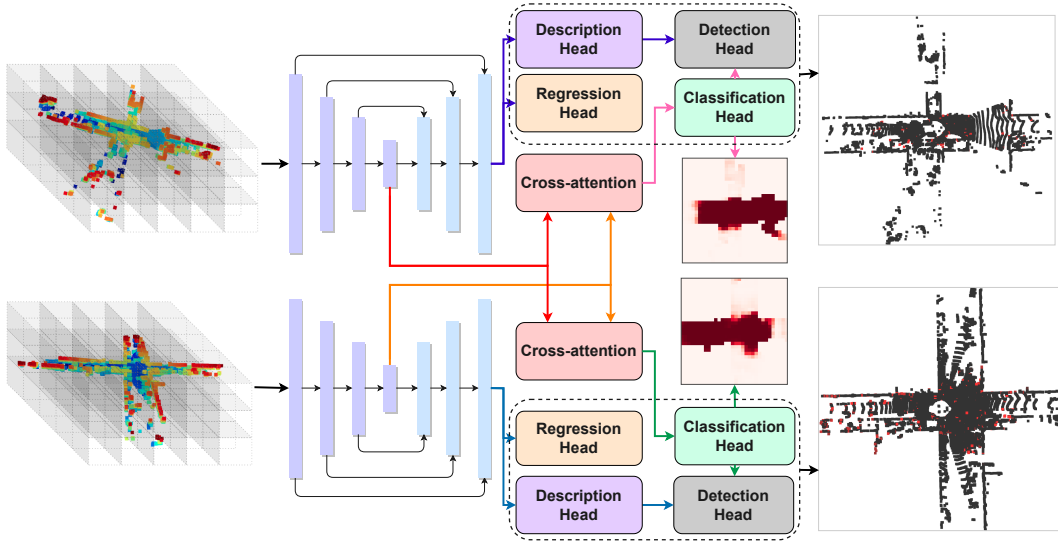 Description
Head
Detection
Head
Regression
Head
Classification
Head
Cross-attention
Cross-attention
Regression
Head
Classification
Head
Description
Head
Detection
Head